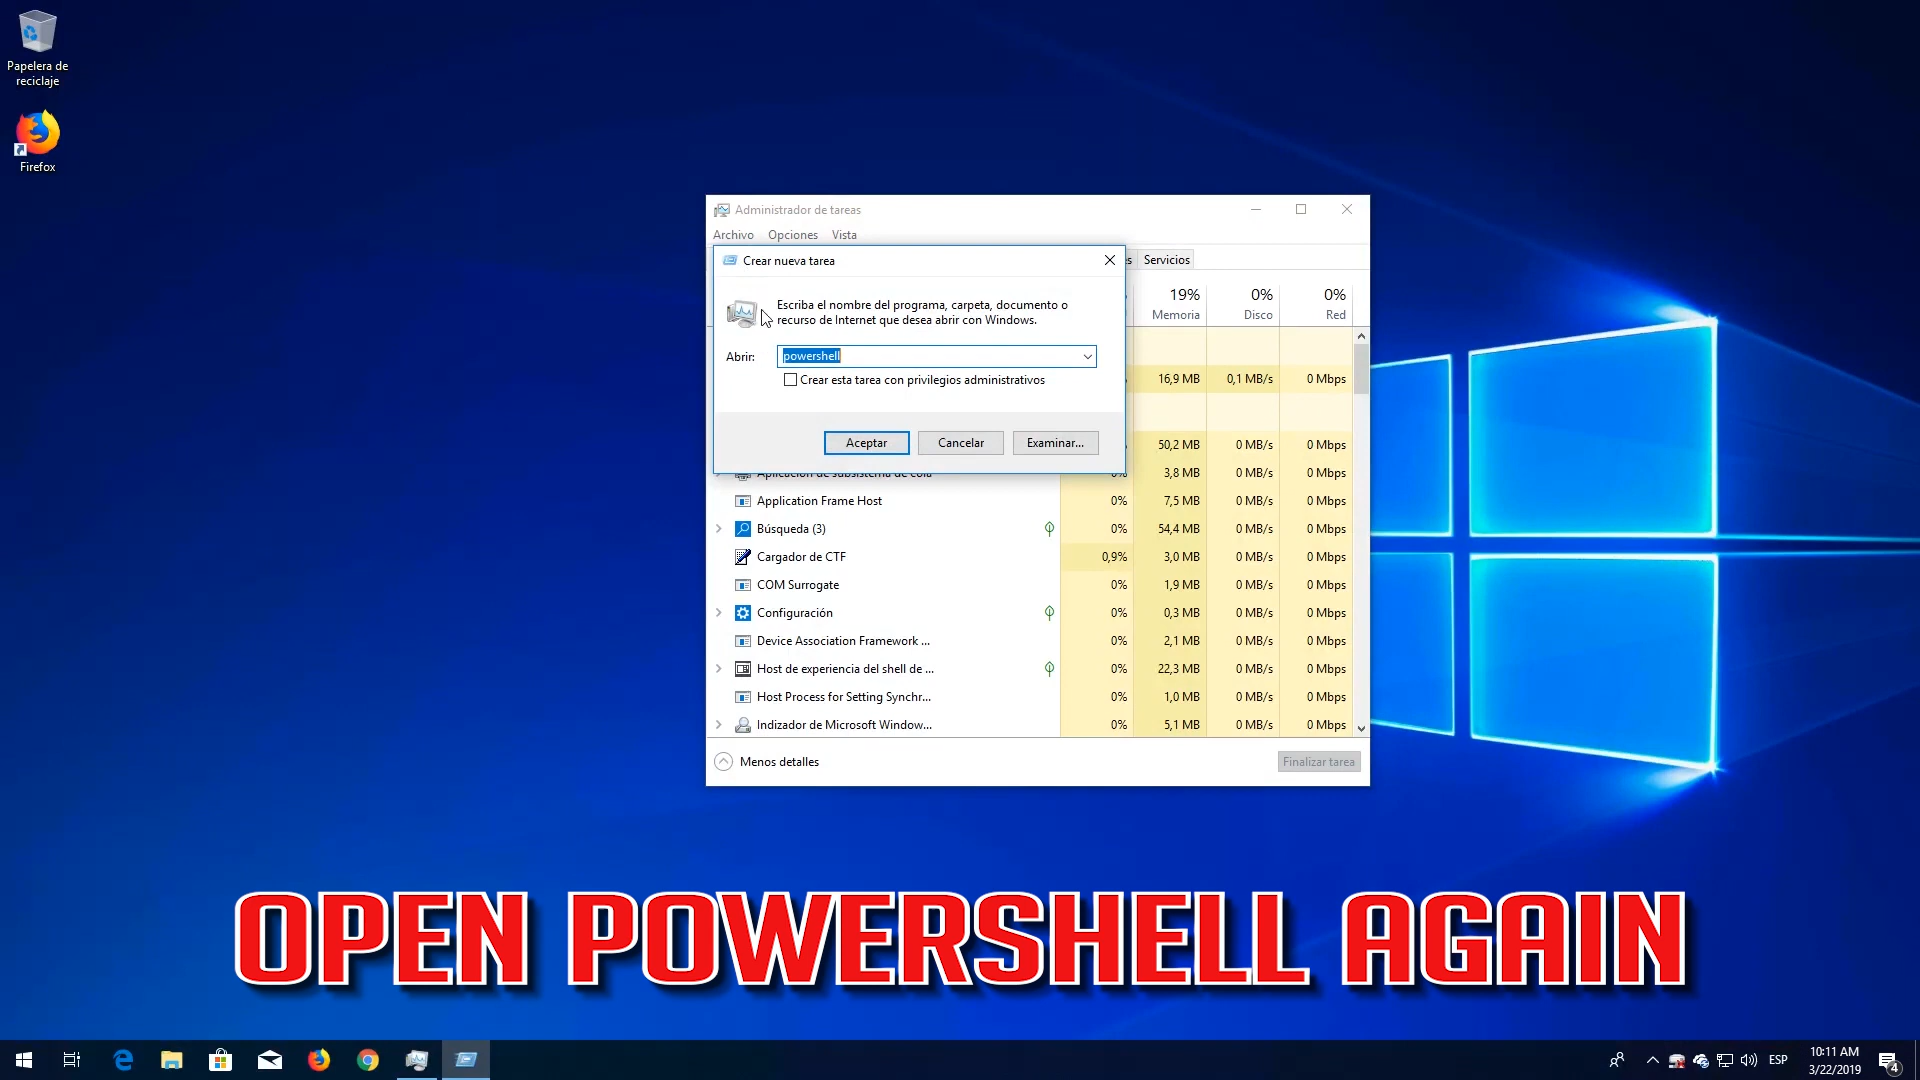 Papelera de
reciclaje
Firefox
Administrador de tareas
Archivo Opciones Vista
Crear nueva tarea
Servicios
Escriba el nombre del programa, carpeta, documento o
recurso de Internet que desea abrir con Windows.
Abrir: powershell
Crear esta tarea con privilegios administrativos
Aceptar Cancelar Examinar...
19% 0% 0%
Memoria Disco Red
16,9 MB 0,1 MB/s 0 Mbps
50,2 MB 0 MB/s 0 Mbps
Aplicación de subsistema de cola 0% 3,8 MB 0 MB/s 0 Mbps
Application Frame Host 0% 7,5 MB 0 MB/s 0 Mbps
Búsqueda (3) 0% 54,4 MB 0 MB/s 0 Mbps
Cargador de CTF 0,9% 3,0 MB 0 MB/s 0 Mbps
COM Surrogate 0% 1,9 MB 0 MB/s 0 Mbps
Configuración 0% 0,3 MB 0 MB/s 0 Mbps
Device Association Framework ... 0% 2,1 MB 0 MB/s 0 Mbps
Host de experiencia del shell de ... 0% 22,3 MB 0 MB/s 0 Mbps
Host Process for Setting Synchr... 0% 1,0 MB 0 MB/s 0 Mbps
Indizador de Microsoft Window... 0% 5,1 MB 0 MB/s 0 Mbps
Menos detalles Finalizar tarea
OPEN POWERSHELL AGAIN
ESP
10:11 AM
3/22/2019
4